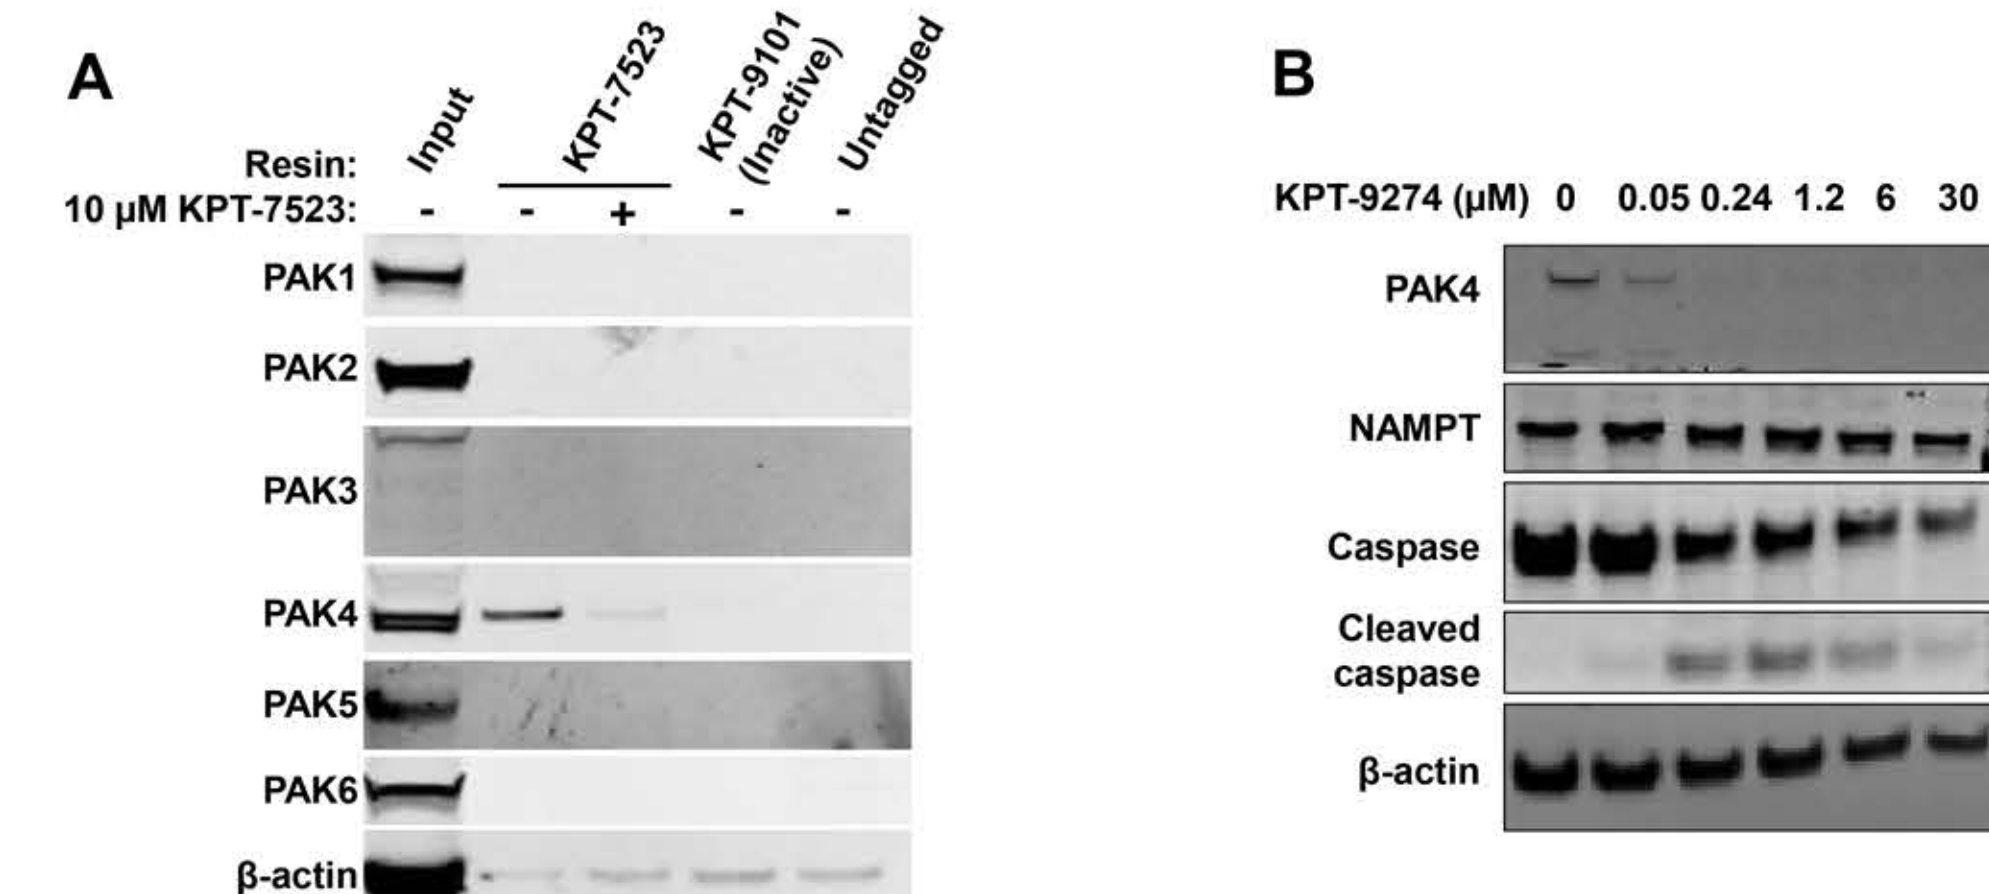 A
Input
KPT-7523
KPT-9101
(Inactive)
Untagged
Resin:
10 µM KPT-7523: - - + - -
PAK1
PAK2
PAK3
PAK4
PAK5
PAK6
β-actin
B
KPT-9274 (µM) 0 0.05 0.24 1.2 6 30
PAK4
NAMPT
Caspase
Cleaved
caspase
β-actin